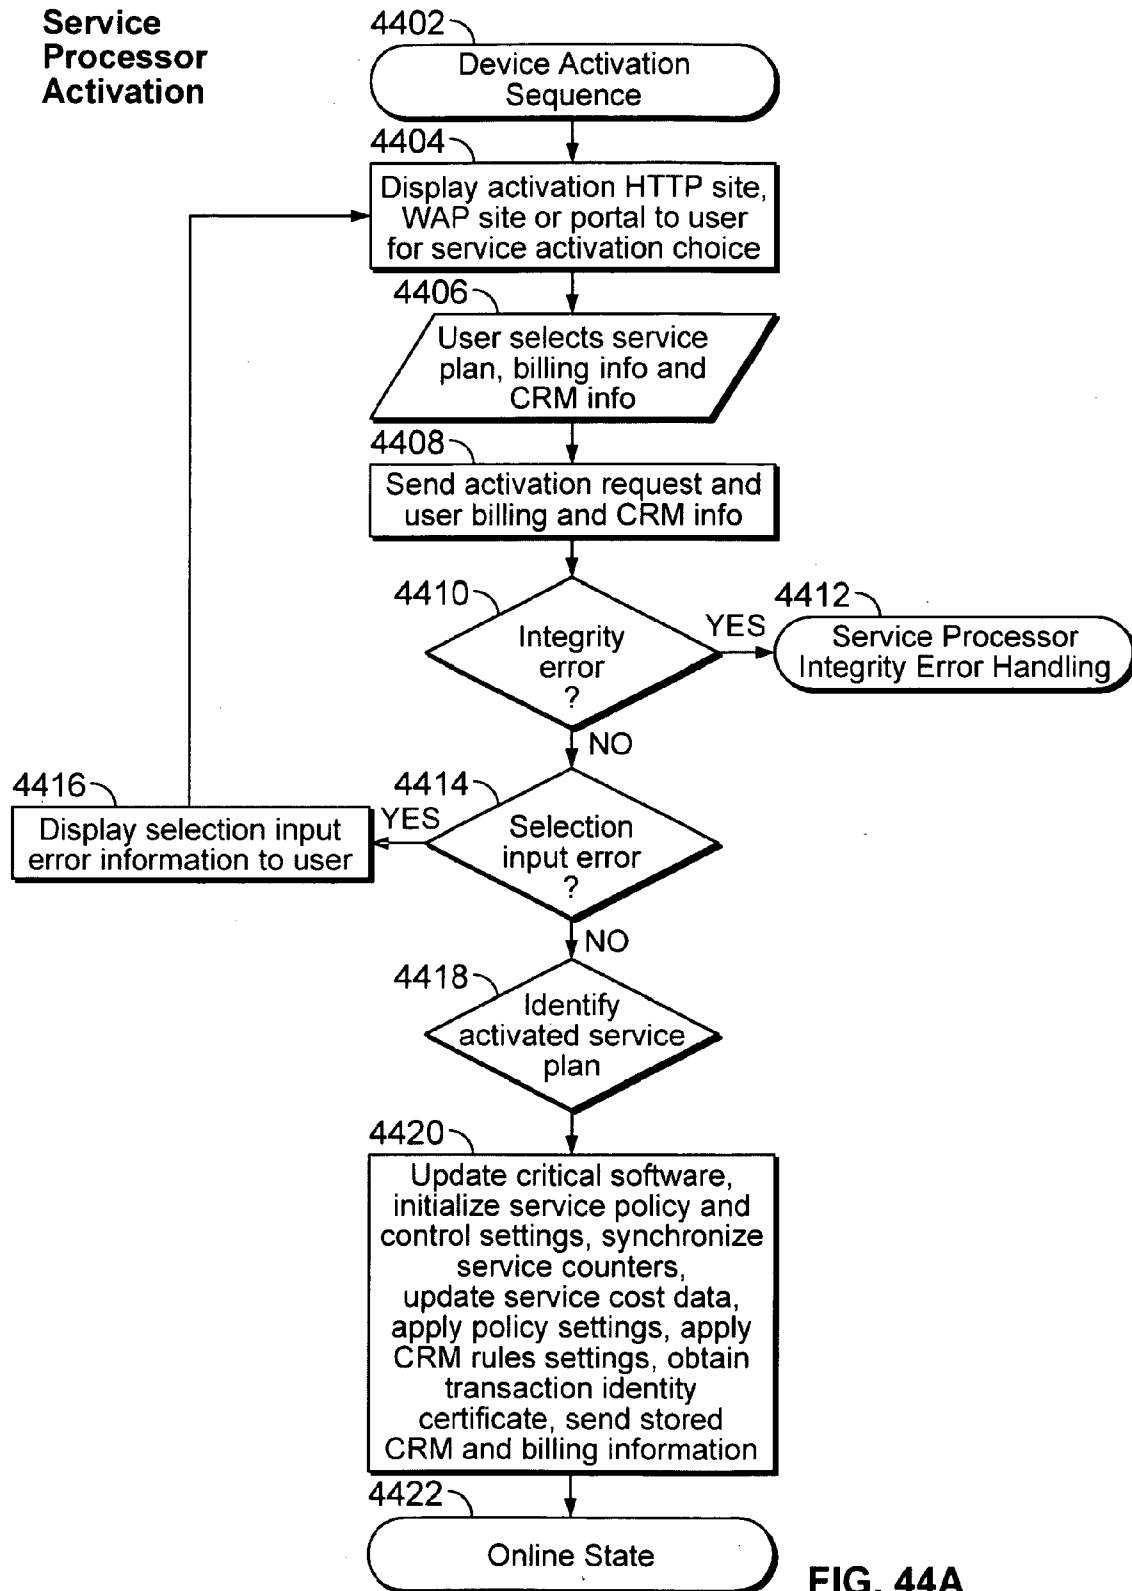 Service
Processor
Activation
4402
Device Activation
Sequence
4404
Display activation HTTP site,
WAP site or portal to user
for service activation choice
4406
User selects service
plan, billing info and
CRM info
4408
Send activation request and
user billing and CRM info
4410
Integrity
error
?
YES
4412
Service Processor
Integrity Error Handling
NO
4414
Selection
input error
?
YES
4416
Display selection input
error information to user
NO
4418
Identify
activated service
plan
4420
Update critical software,
initialize service policy and
control settings, synchronize
service counters,
update service cost data,
apply policy settings, apply
CRM rules settings, obtain
transaction identity
certificate, send stored
CRM and billing information
4422
Online State
FIG. 44A